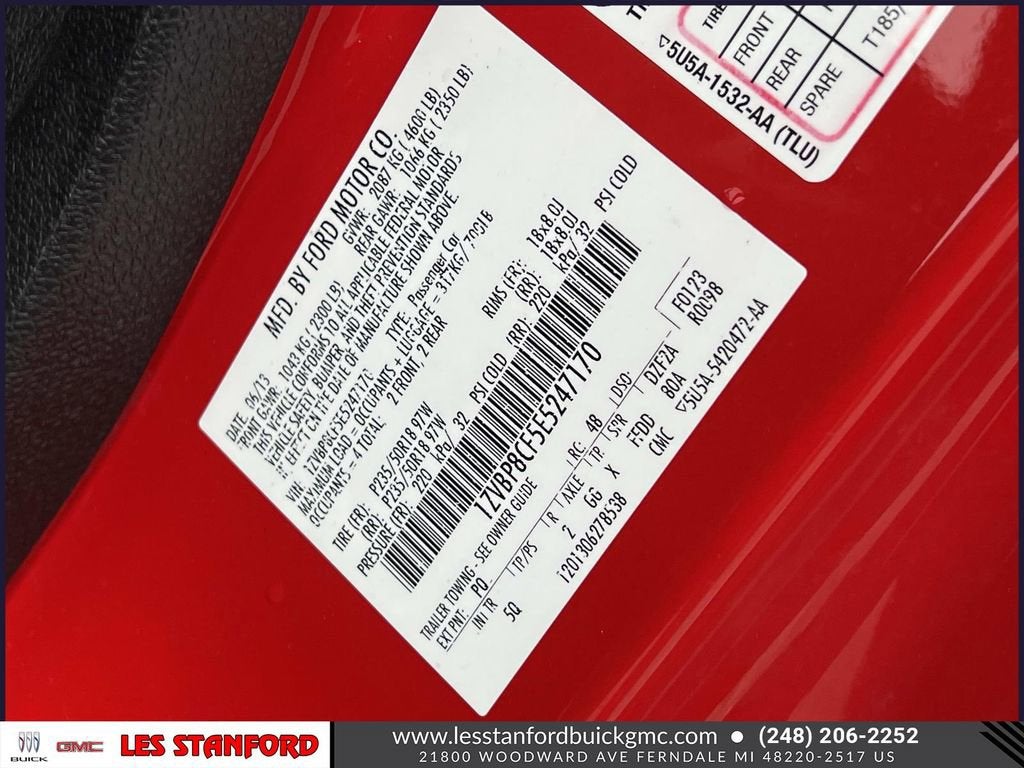 MFD. BY FORD MOTOR CO.
DATE: 06/13 GVWR: 2087 KG ( 4600 LB)
FRONT GAWR: 1043 KG ( 2300 LB) REAR GAWR: 1066 KG ( 2350 LB)
THIS VEHICLE CONFORMS TO ALL APPLICABLE FEDERAL MOTOR
VEHICLE SAFETY, BUMPER, AND THEFT PREVENTION STANDARDS
IN EFFECT ON THE DATE OF MANUFACTURE SHOWN ABOVE.
VIN: 1ZVBP8CF5E5247170 TYPE: Passenger Car
MAXIMUM LOAD - OCCUPANTS + LUGGAGE = 317KG/700LB
OCCUPANTS = 4 TOTAL 2 FRONT, 2 REAR
TIRE (FR): P235/50R18 97W RIMS (FR): 18x8.0J
(RR): P235/50R18 97W (RR): 18x8.0J
PRESSURE (FR): 220 kPa/ 32 PSI COLD (RR): 220 kPa/ 32 PSI COLD
1ZVBP8CF5E5247170
TRAILER TOWING - SEE OWNER GUIDE
EXT PNT: PQ RC: 48 DSO: F0123
INT TR TP/PS R AXLE TP SPR DZF2A R0098
5Q 2 GG X FFDD 80A
1201306278538 CMC
▽5U5A-5420472-AA
TIRE
FRONT
REAR
SPARE T185/
▽5U5A-1532-AA (TLU)
BUICK GMC LES STANFORD
www.lesstanfordbuickgmc.com • (248) 206-2252
21800 WOODWARD AVE FERNDALE MI 48220-2517 US